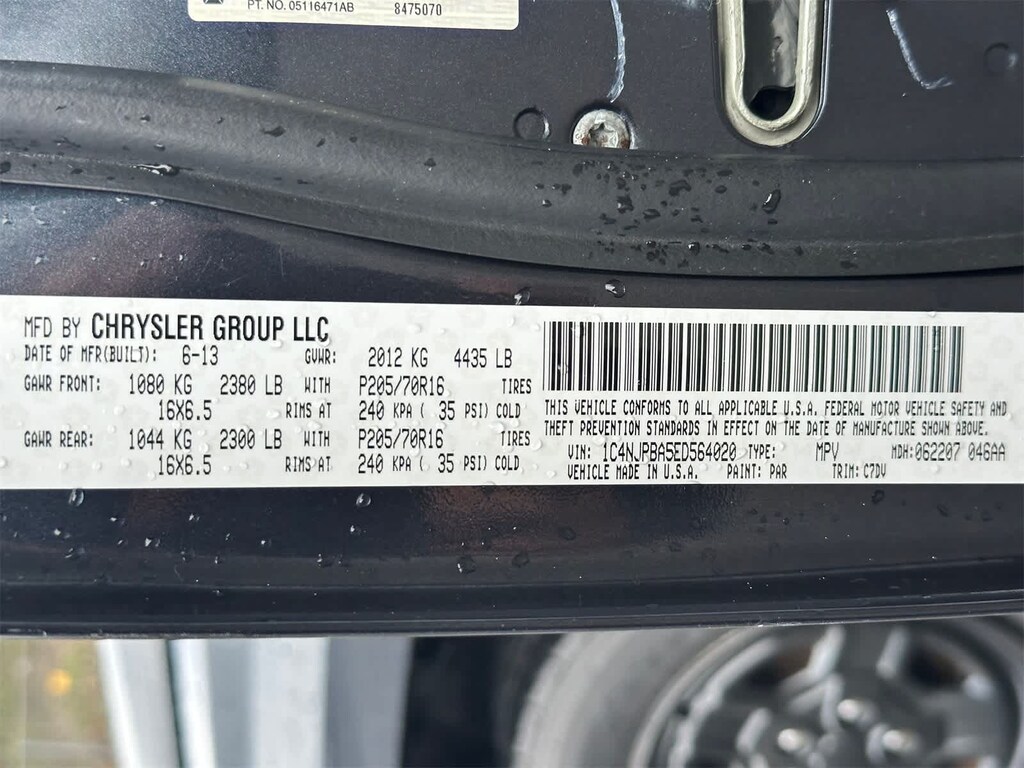 PT. NO. 05116471AB 8475070
MFD BY CHRYSLER GROUP LLC
DATE OF MFR(BUILT): 6-13 GVWR: 2012 KG 4435 LB
GAWR FRONT: 1080 KG 2380 LB WITH P205/70R16 TIRES
16X6.5 RIMS AT 240 KPA ( 35 PSI) COLD
GAWR REAR: 1044 KG 2300 LB WITH P205/70R16 TIRES
16X6.5 RIMS AT 240 KPA ( 35 PSI) COLD
THIS VEHICLE CONFORMS TO ALL APPLICABLE U.S.A. FEDERAL MOTOR VEHICLE SAFETY AND
THEFT PREVENTION STANDARDS IN EFFECT ON THE DATE OF MANUFACTURE SHOWN ABOVE.
VIN: 1C4NJPBA5ED564020 TYPE: MPV MDH:062207 046AA
VEHICLE MADE IN U.S.A. PAINT: PAR TRIM: C7DV